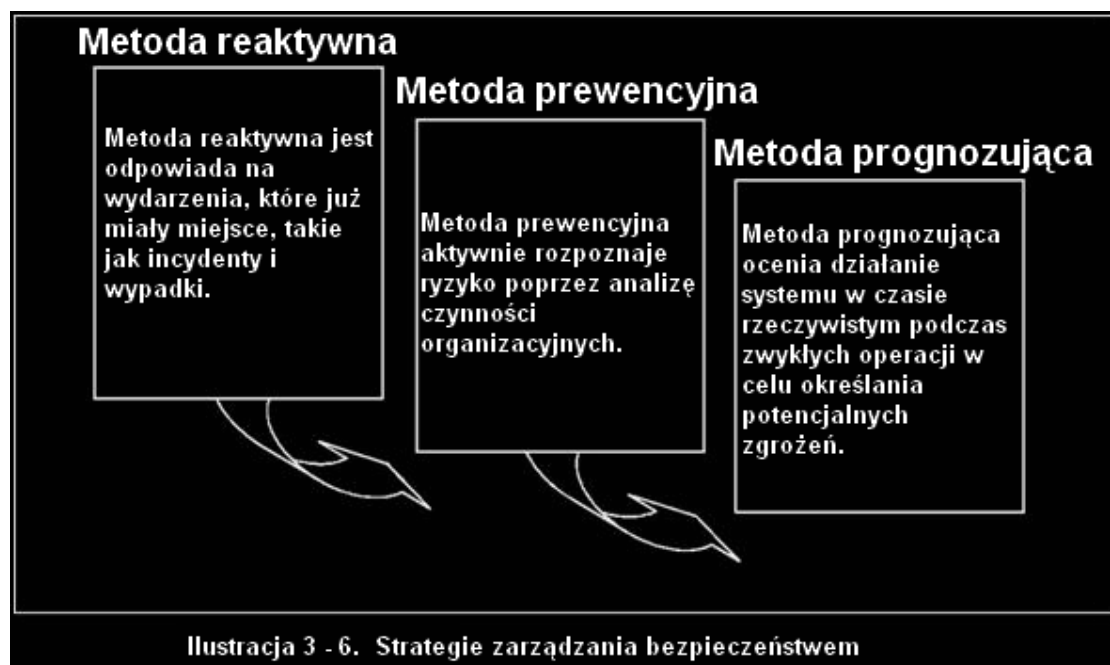 Metoda reaktywna
Metoda reaktywna jest
odpowiada na
wydarzenia, które już
miały miejsce, takie
jak incydenty i
wypadki.
Metoda prewencyjna
Metoda prewencyjna
aktywnie rozpoznaje
ryzyko poprzez analizę
czynności
organizacyjnych.
Metoda prognozująca
Metoda prognozująca
ocenia działanie
systemu w czasie
rzeczywistym podczas
zwykłych operacji w
celu określania
potencjalnych
zgrożeń.
Ilustracja 3 - 6. Strategie zarządzania bezpieczeństwem